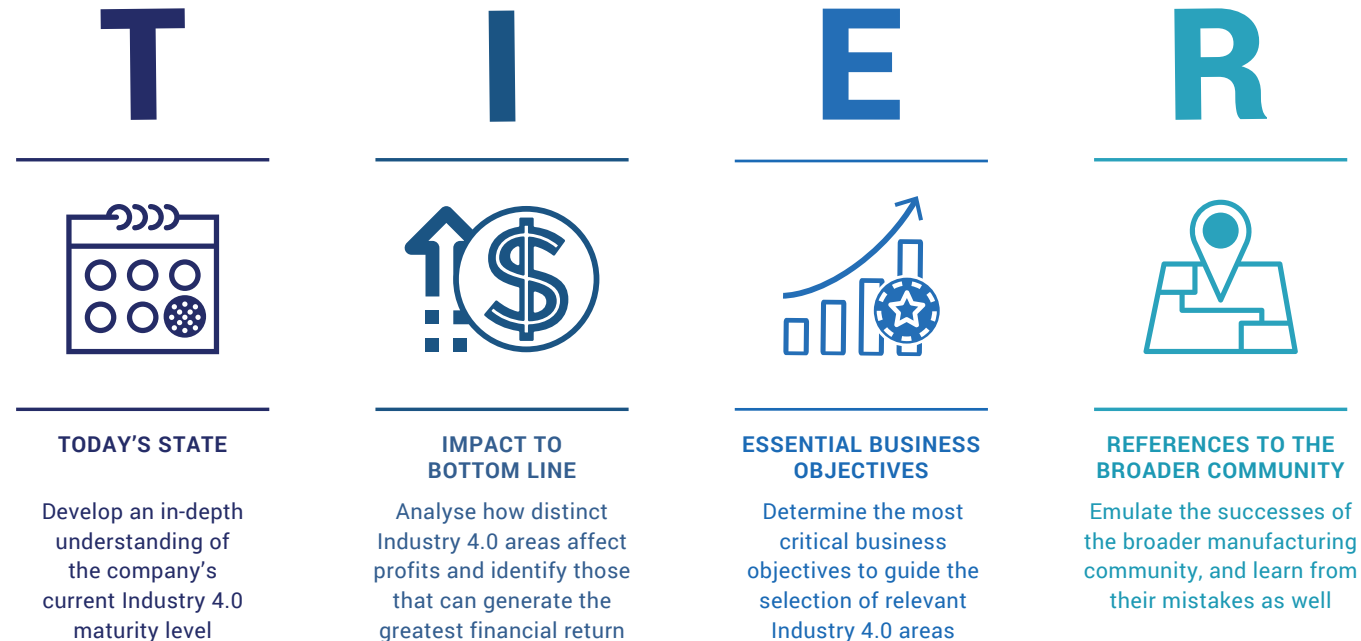 T
I
E
R
TODAY’S STATE
Develop an in-depth
understanding of
the company’s
current Industry 4.0
maturity level
IMPACT TO
BOTTOM LINE
Analyse how distinct
Industry 4.0 areas affect
profits and identify those
that can generate the
greatest financial return
ESSENTIAL BUSINESS
OBJECTIVES
Determine the most
critical business
objectives to guide the
selection of relevant
Industry 4.0 areas
REFERENCES TO THE
BROADER COMMUNITY
Emulate the successes of
the broader manufacturing
community, and learn from
their mistakes as well